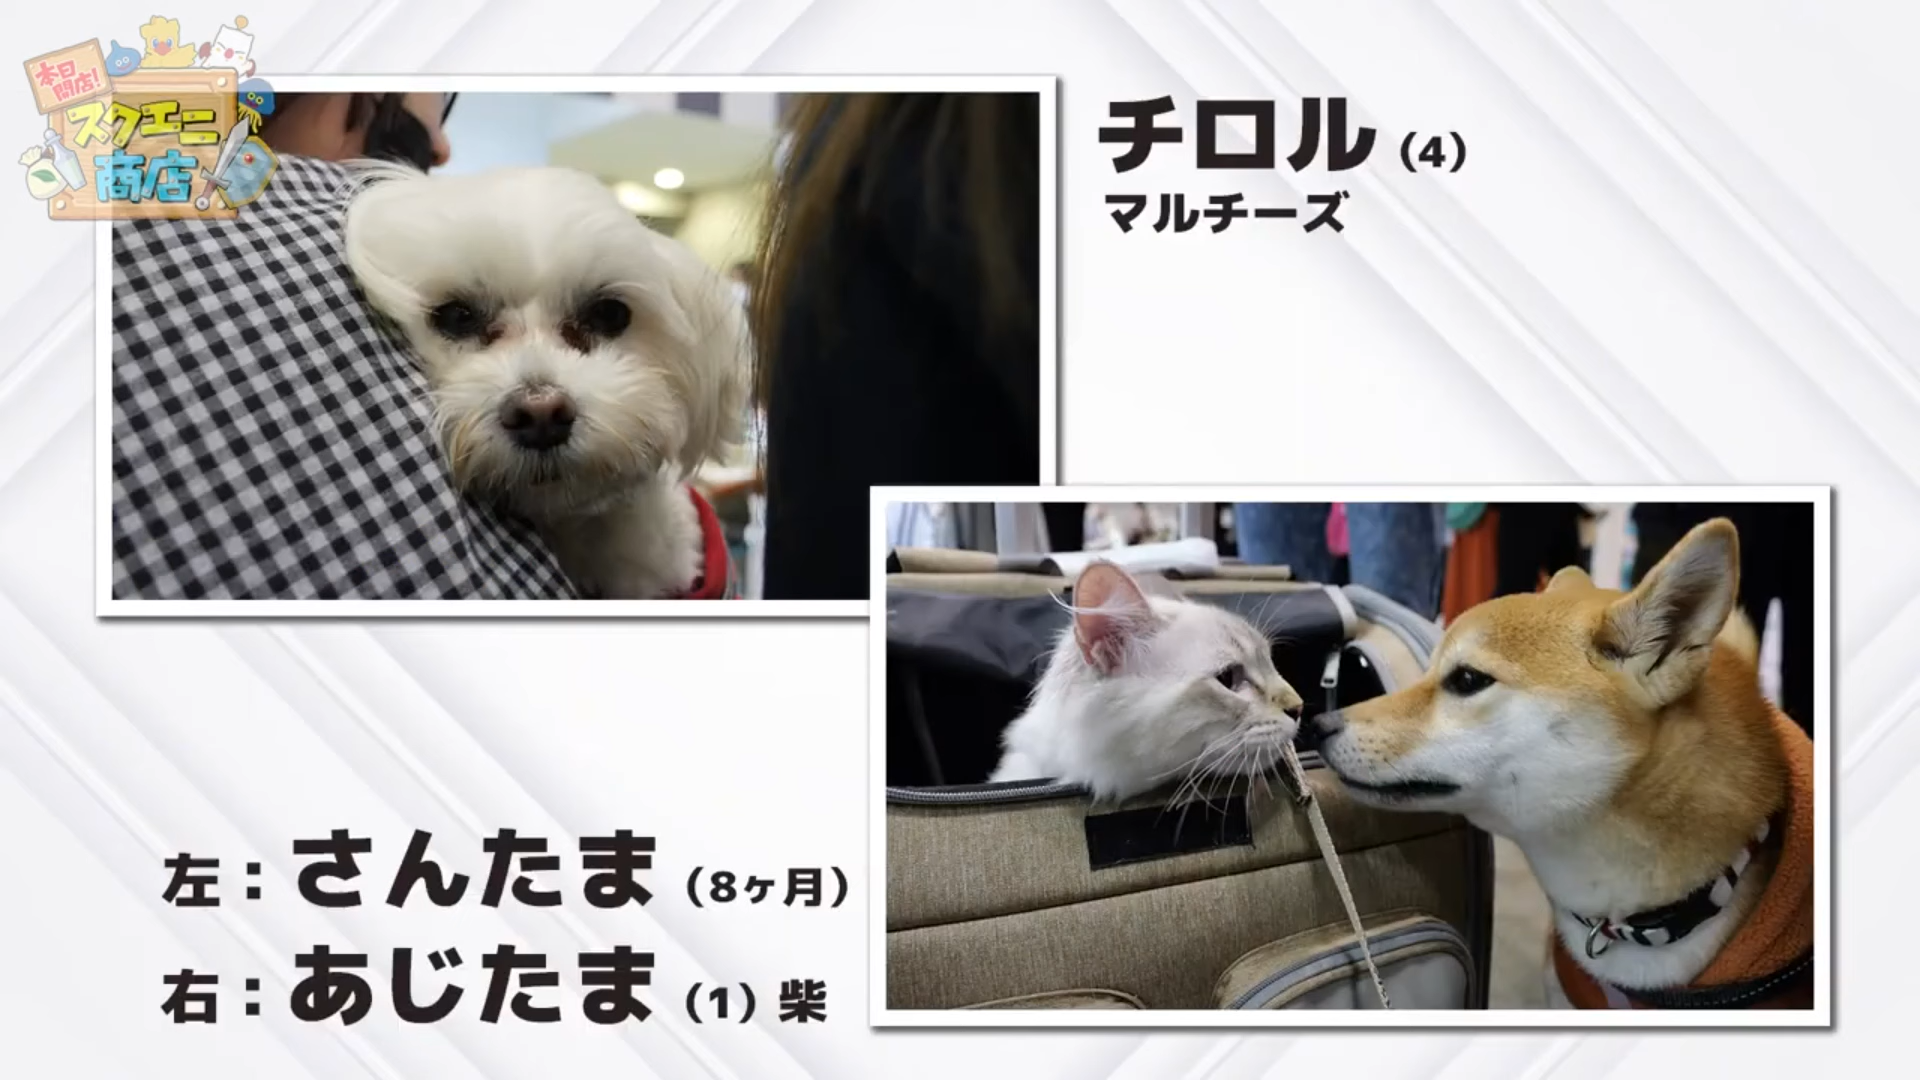 本日開店!
スクエニ
商店
チロル（4）
マルチーズ
左：さんたま（8ヶ月）
右：あじたま（1）柴